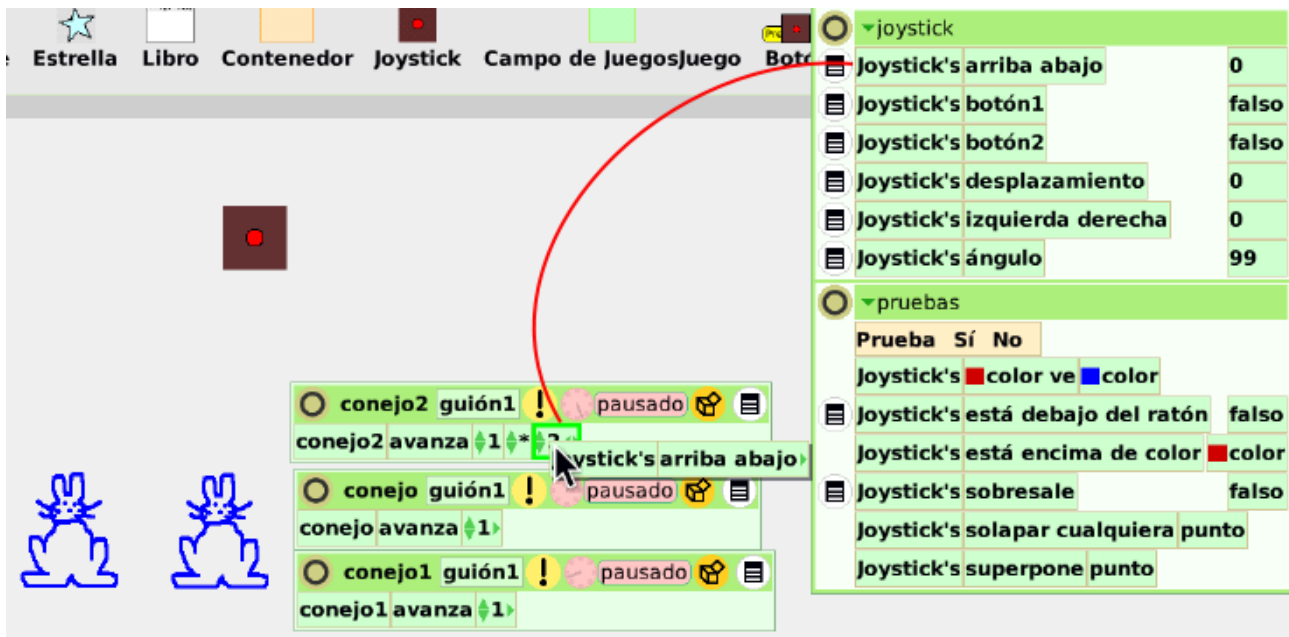 Estrella Libro Contenedor Joystick Campo de JuegosJuego
joystick
Joystick's arriba abajo 0
Joystick's botón1 falso
Joystick's botón2 falso
Joystick's desplazamiento 0
Joystick's izquierda derecha 0
Joystick's ángulo 99
pruebas
Prueba Sí No
Joystick's color ve color
Joystick's está debajo del ratón falso
Joystick's está encima de color color
Joystick's sobresale falso
Joystick's solapar cualquiera punto
Joystick's superpone punto
conejo2 guión1 ! pausado
conejo2 avanza 1 *
arriba abajo
conejo guión1 ! pausado
conejo avanza 1
conejo1 guión1 ! pausado
conejo1 avanza 1